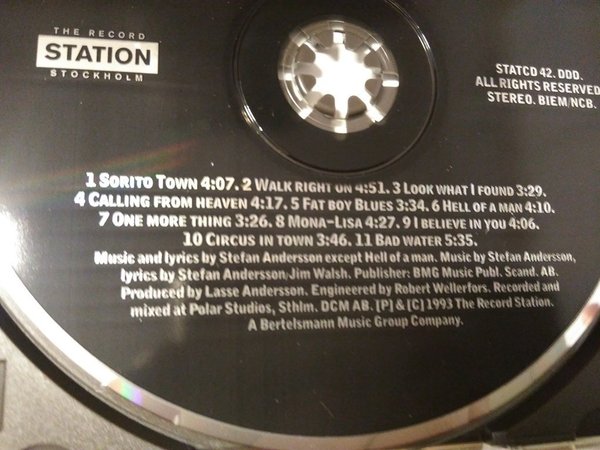 THE RECORD
STATION
STOCKHOLM
STATCD 42. DDD.
ALL RIGHTS RESERVED
STEREO. BIEM/NCB.
1 SORITO TOWN 4:07. 2 WALK RIGHT ON 4:51. 3 LOOK WHAT I FOUND 3:29.
4 CALLING FROM HEAVEN 4:17. 5 FAT BOY BLUES 3:34. 6 HELL OF A MAN 4:10.
7 ONE MORE THING 3:26. 8 MONA-LISA 4:27. 9 I BELIEVE IN YOU 4:06.
10 CIRCUS IN TOWN 3:46. 11 BAD WATER 5:35.
Music and lyrics by Stefan Andersson except Hell of a man. Music by Stefan Andersson,
lyrics by Stefan Andersson/Jim Walsh. Publisher: BMG Music Publ. Scand. AB.
Produced by Lasse Andersson. Engineered by Robert Wellerfors. Recorded and
mixed at Polar Studios, Sthlm. DCM AB. [P] & [C] 1993 The Record Station.
A Bertelsmann Music Group Company.